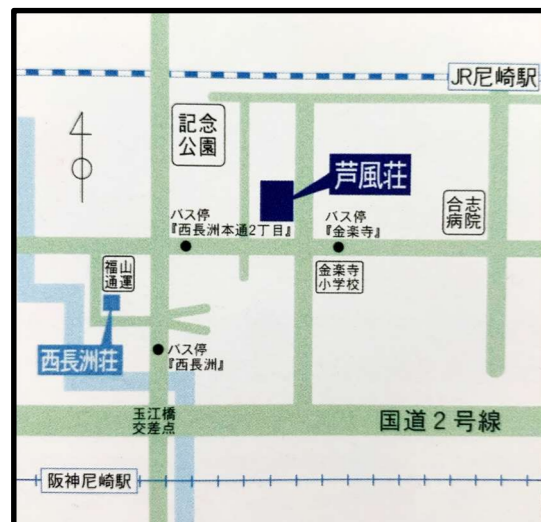 JR尼崎駅
記念
公園
芦風荘
合志
病院
バス停
『西長洲本通2丁目』
バス停
『金楽寺』
福山
通運
金楽寺
小学校
西長洲荘
バス停
『西長洲』
玉江橋
交差点
国道2号線
阪神尼崎駅